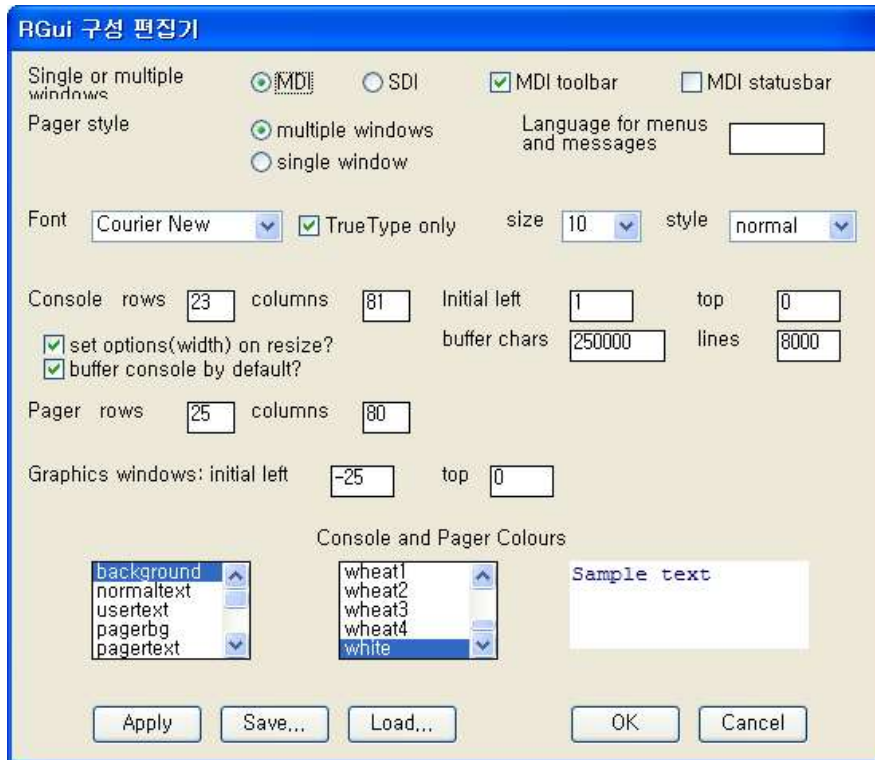 RGui 구성 편집기
Single or multiple windows MDI SDI MDI toolbar MDI statusbar
Pager style multiple windows single window Language for menus and messages
Font Courier New TrueType only size 10 style normal
Console rows 23 columns 81 Initial left 1 top 0
set options(width) on resize? buffer chars 250000 lines 8000
buffer console by default?
Pager rows 25 columns 80
Graphics windows: initial left -25 top 0
Console and Pager Colours
background wheat1 Sample text
normaltext wheat2
usertext wheat3
pagerbg wheat4
pagertext white
Apply Save... Load... OK Cancel